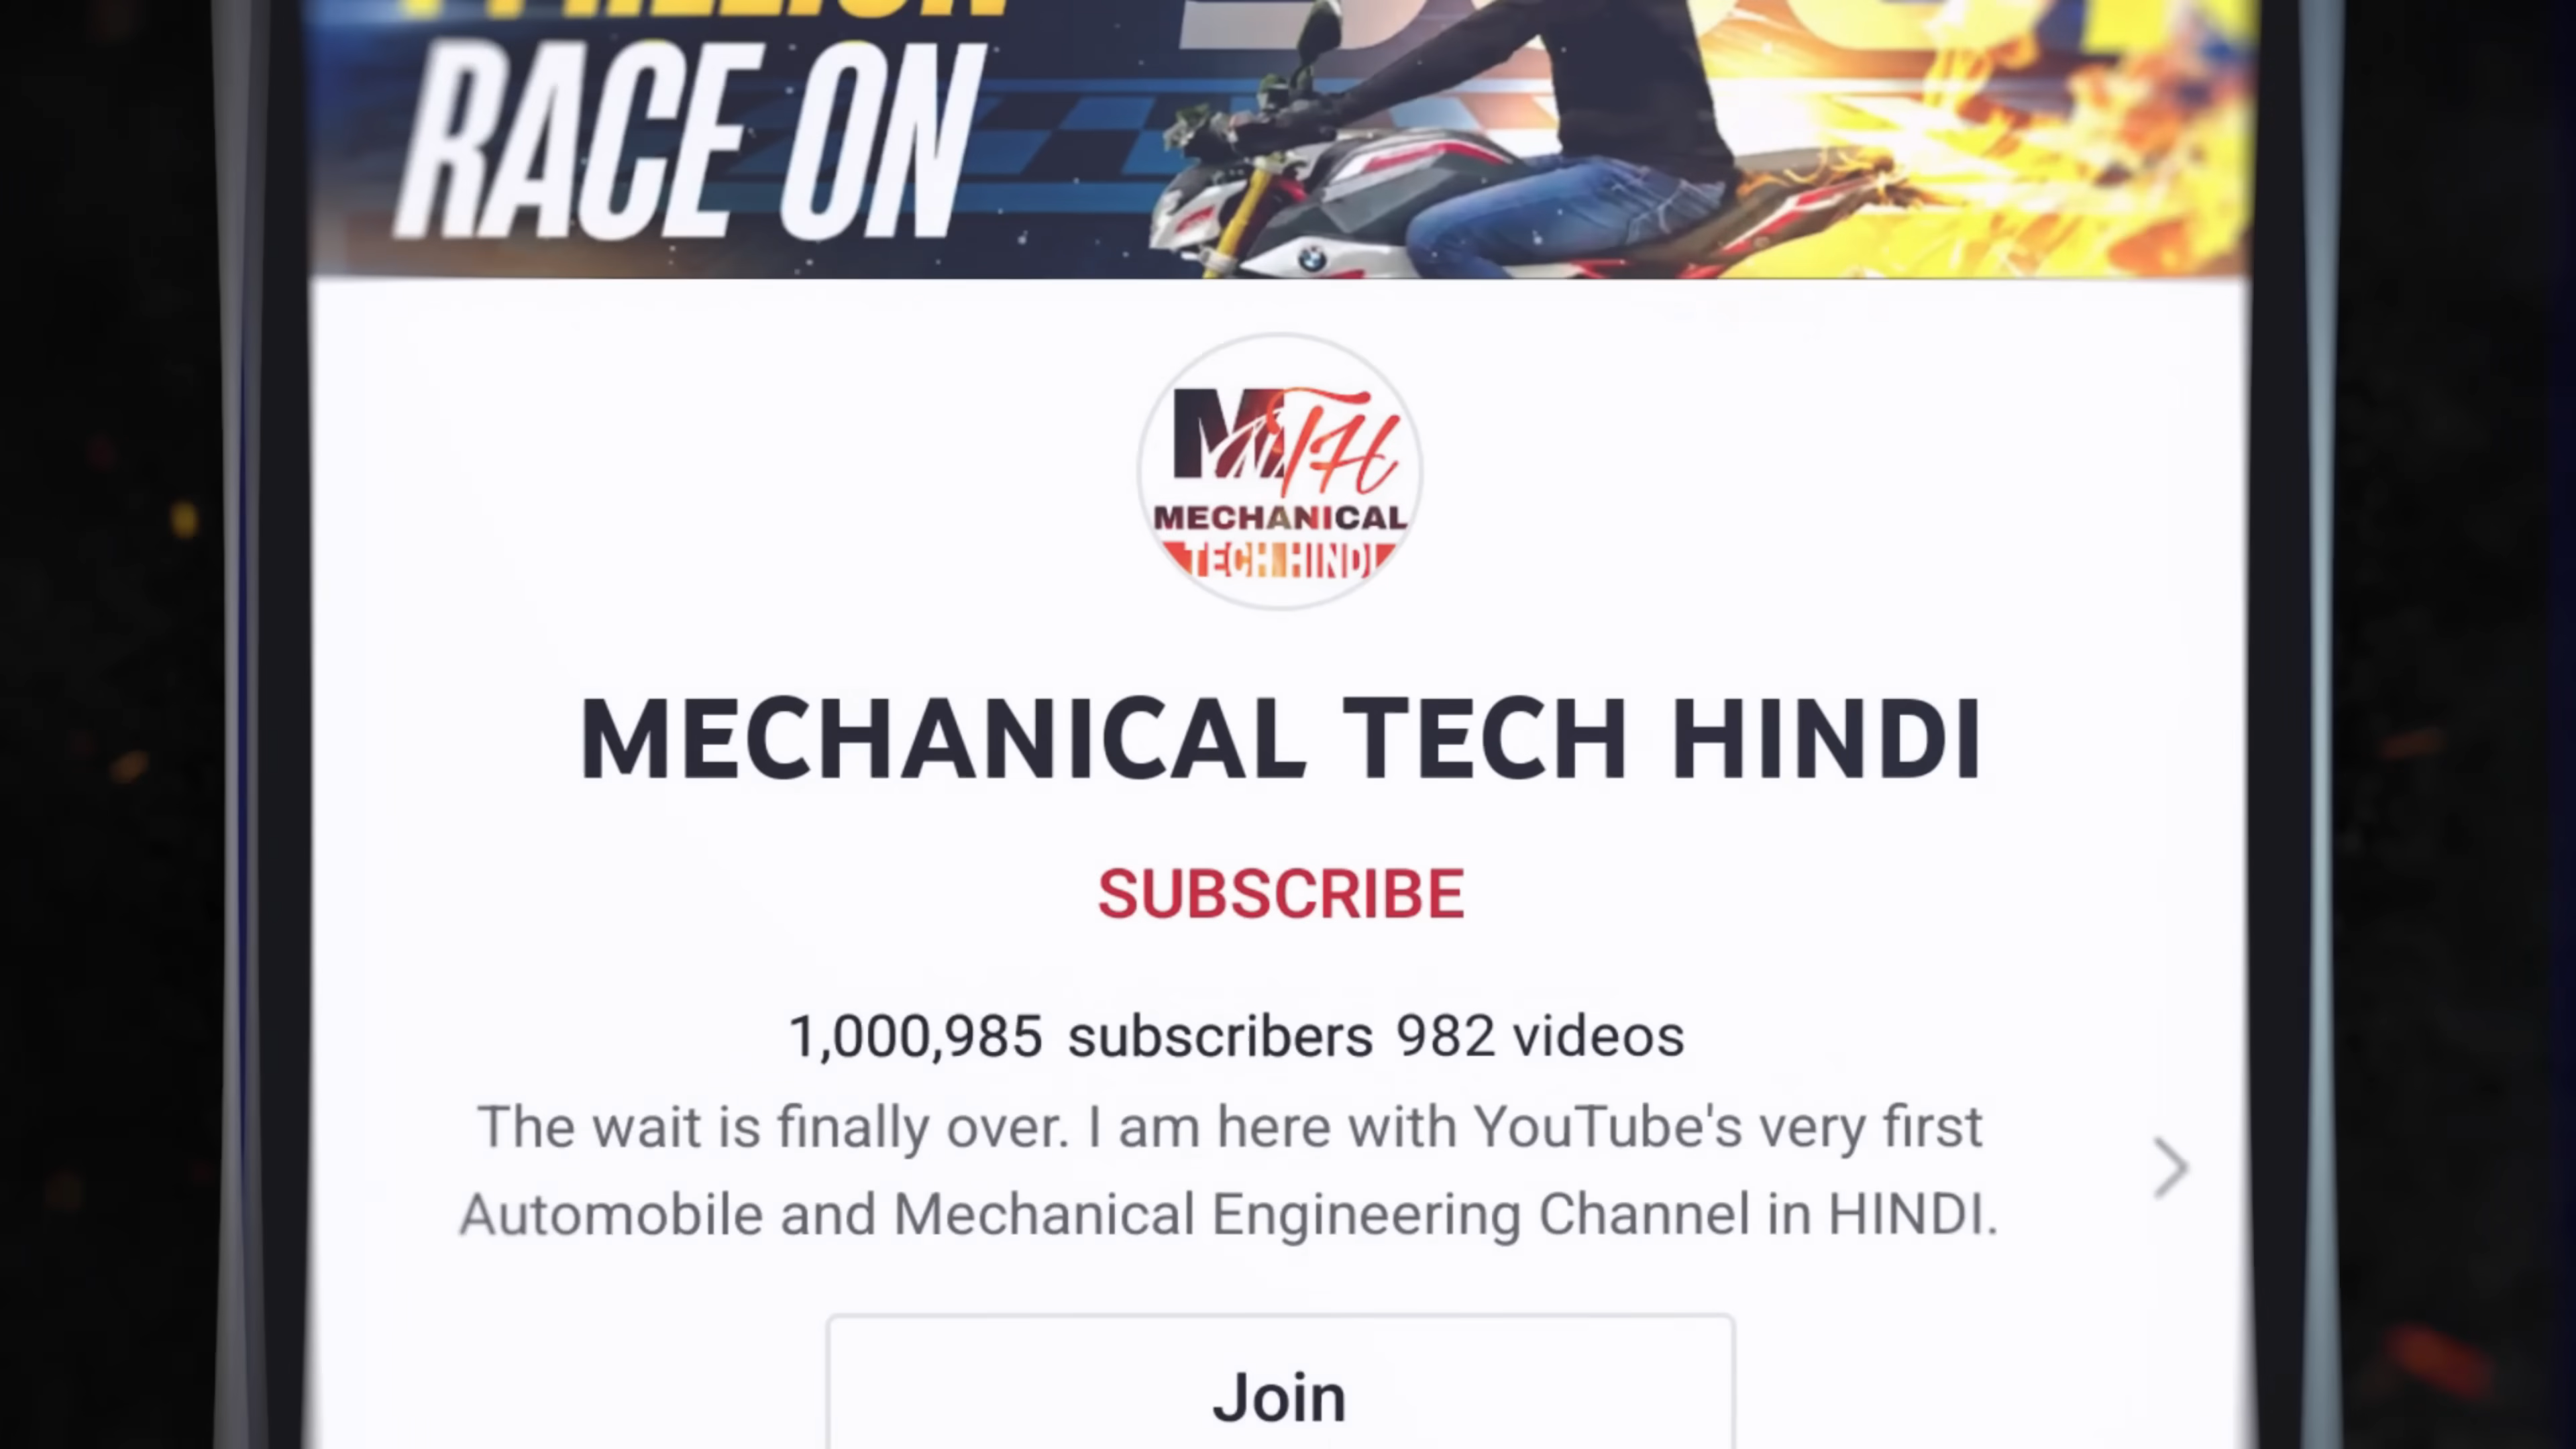 RACE ON
MTH
MECHANICAL
TECH HINDI
MECHANICAL TECH HINDI
SUBSCRIBE
1,000,985 subscribers 982 videos
The wait is finally over. I am here with YouTube's very first
Automobile and Mechanical Engineering Channel in HINDI.
Join